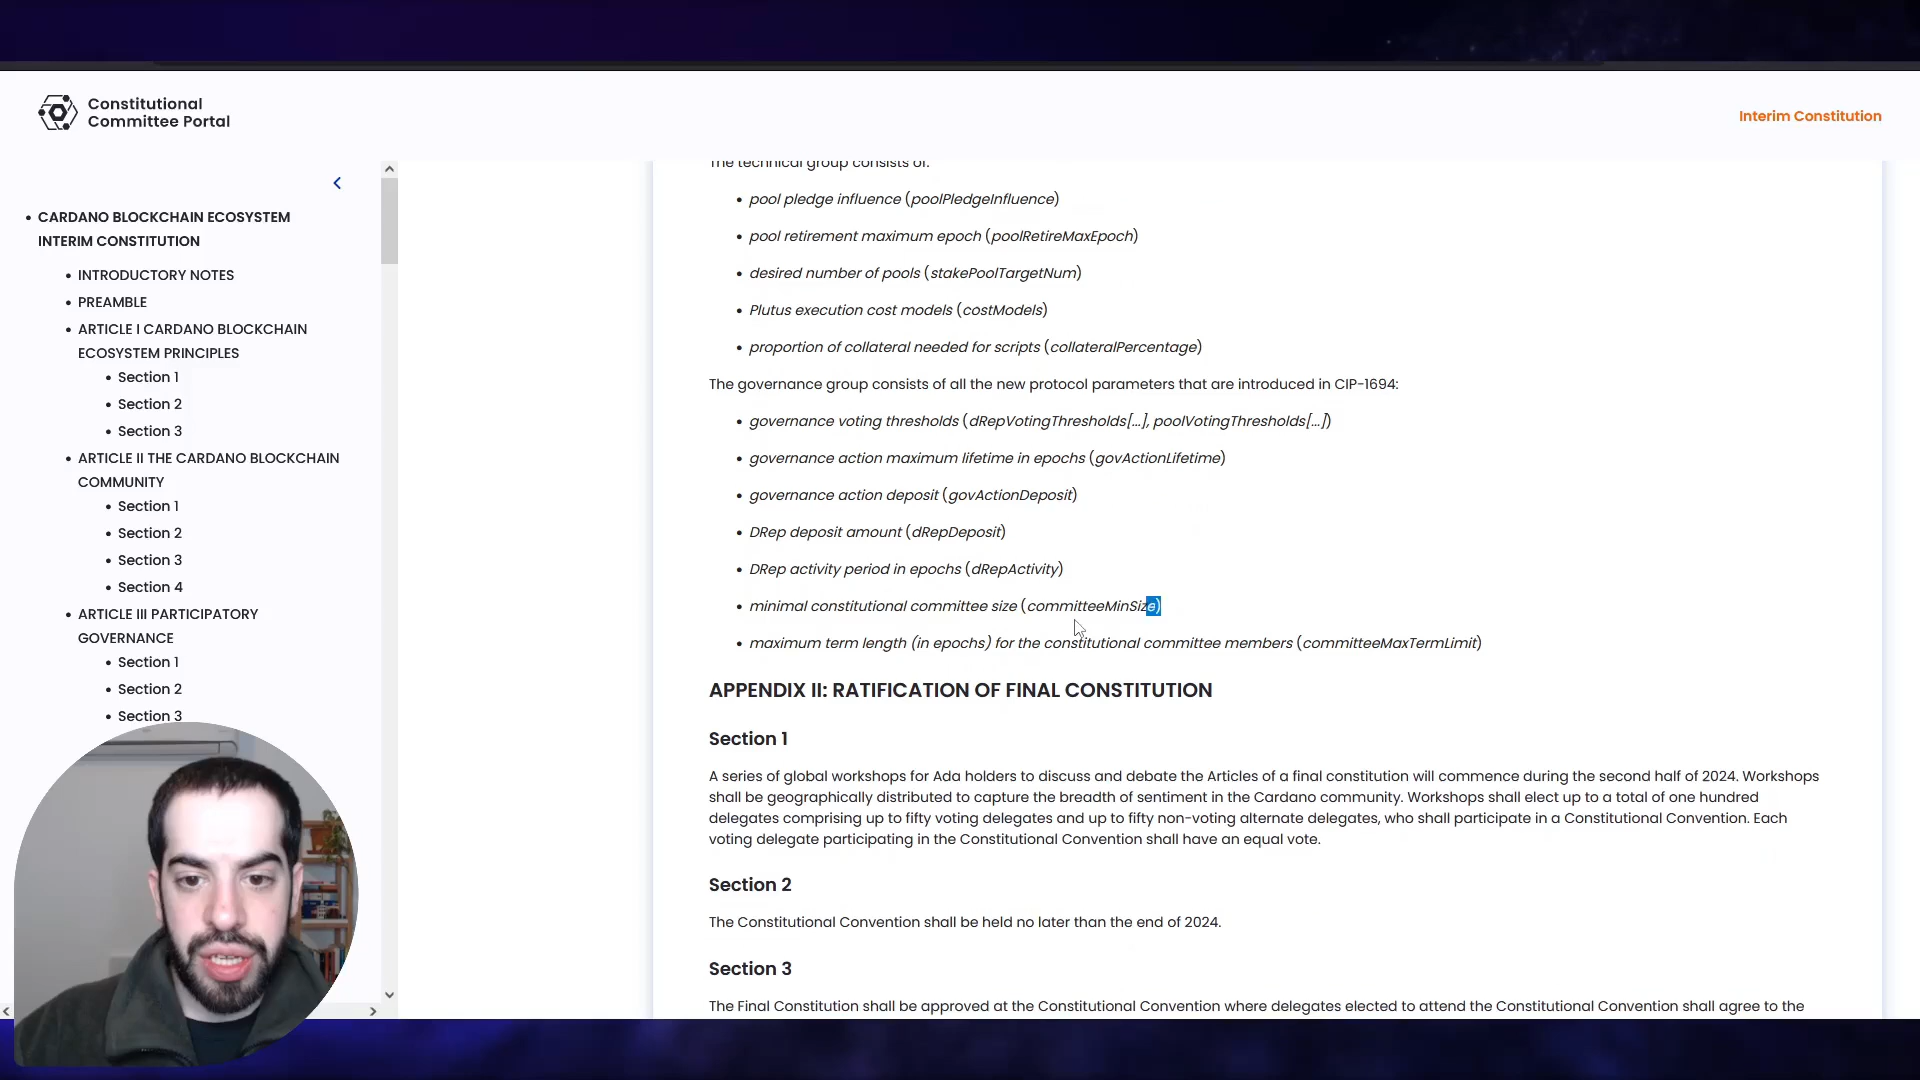 Constitutional
Committee Portal
Interim Constitution
CARDANO BLOCKCHAIN ECOSYSTEM
INTERIM CONSTITUTION
INTRODUCTORY NOTES
PREAMBLE
ARTICLE I CARDANO BLOCKCHAIN
ECOSYSTEM PRINCIPLES
Section 1
Section 2
Section 3
ARTICLE II THE CARDANO BLOCKCHAIN
COMMUNITY
Section 1
Section 2
Section 3
Section 4
ARTICLE III PARTICIPATORY
GOVERNANCE
Section 1
Section 2
Section 3
The technical group consists of:
• pool pledge influence (poolPledgeInfluence)
• pool retirement maximum epoch (poolRetireMaxEpoch)
• desired number of pools (stakePoolTargetNum)
• Plutus execution cost models (costModels)
• proportion of collateral needed for scripts (collateralPercentage)
The governance group consists of all the new protocol parameters that are introduced in CIP-1694:
• governance voting thresholds (dRepVotingThresholds[...], poolVotingThresholds[...])
• governance action maximum lifetime in epochs (govActionLifetime)
• governance action deposit (govActionDeposit)
• DRep deposit amount (dRepDeposit)
• DRep activity period in epochs (dRepActivity)
• minimal constitutional committee size (committeeMinSize)
• maximum term length (in epochs) for the constitutional committee members (committeeMaxTermLimit)
APPENDIX II: RATIFICATION OF FINAL CONSTITUTION
Section 1
A series of global workshops for Ada holders to discuss and debate the Articles of a final constitution will commence during the second half of 2024. Workshops
shall be geographically distributed to capture the breadth of sentiment in the Cardano community. Workshops shall elect up to a total of one hundred
delegates comprising up to fifty voting delegates and up to fifty non-voting alternate delegates, who shall participate in a Constitutional Convention. Each
voting delegate participating in the Constitutional Convention shall have an equal vote.
Section 2
The Constitutional Convention shall be held no later than the end of 2024.
Section 3
The Final Constitution shall be approved at the Constitutional Convention where delegates elected to attend the Constitutional Convention shall agree to the